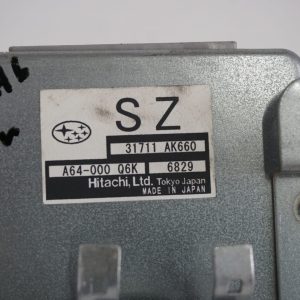 SZ
31711 AK660
A64-000 Q6K 6829
Hitachi, Ltd. Tokyo Japan
MADE IN JAPAN